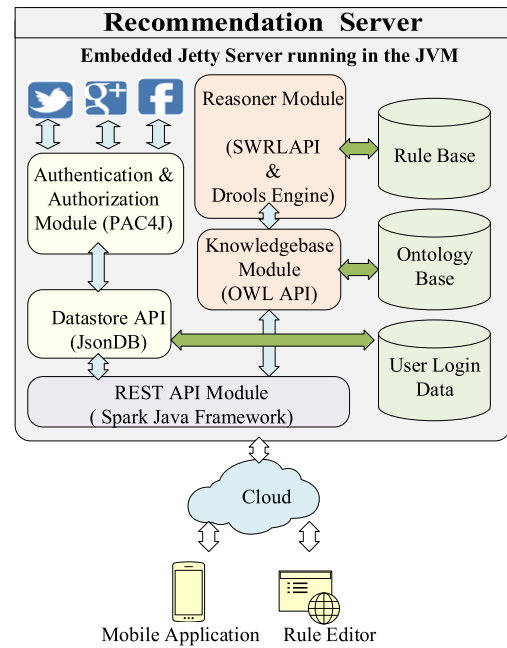 Recommendation Server
Embedded Jetty Server running in the JVM
g+
f
Authentication &
Authorization
Module (PAC4J)
Reasoner Module
(SWRLAPI
&
Drools Engine)
Rule Base
Knowledgebase
Module
(OWL API)
Ontology
Base
Datastore API
(JsonDB)
User Login
Data
REST API Module
( Spark Java Framework)
Cloud
Mobile Application
Rule Editor